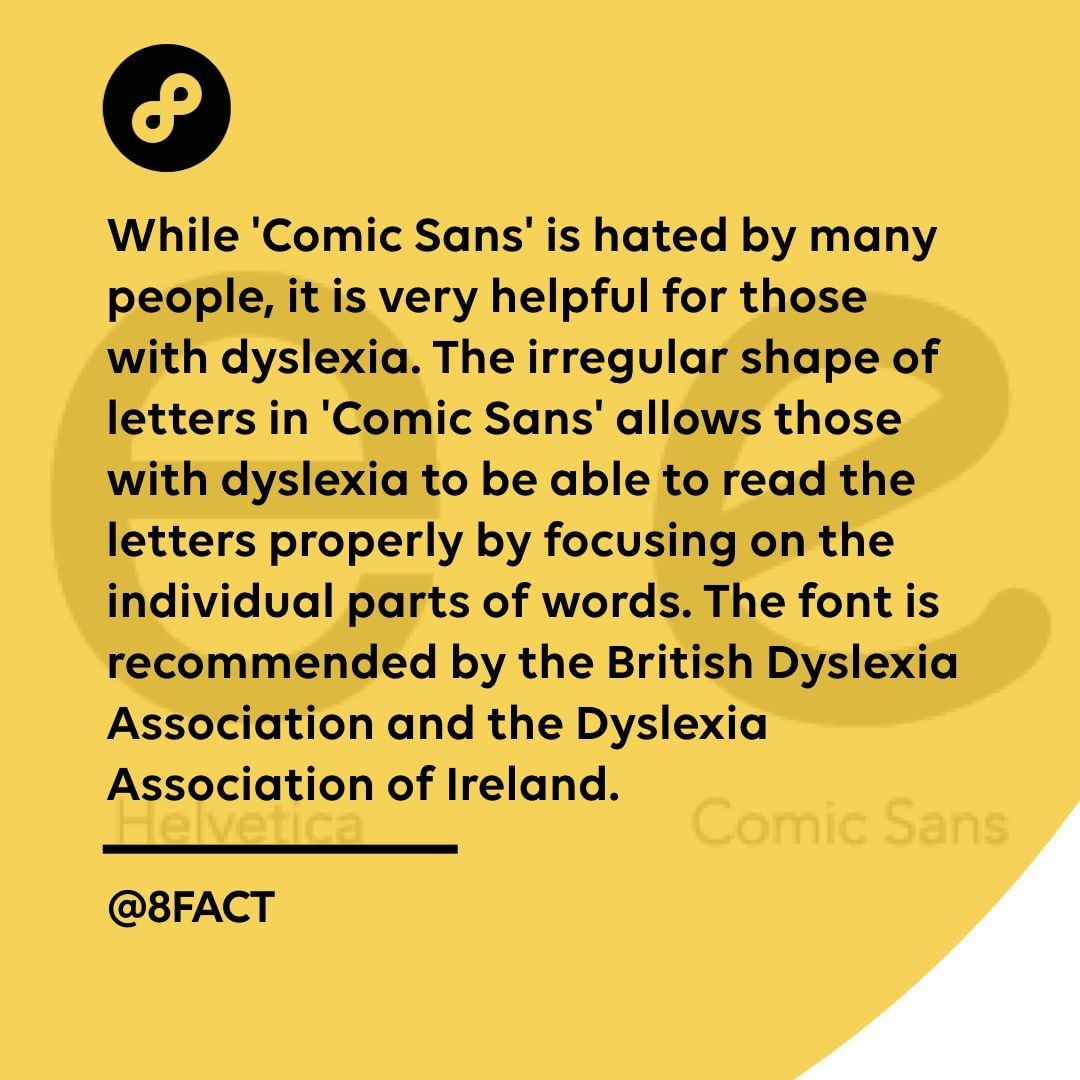 While 'Comic Sans' is hated by many
people, it is very helpful for those
with dyslexia. The irregular shape of
letters in 'Comic Sans' allows those
with dyslexia to be able to read the
letters properly by focusing on the
individual parts of words. The font is
recommended by the British Dyslexia
Association and the Dyslexia
Association of Ireland.
e e
Helvetica Comic Sans
@8FACT